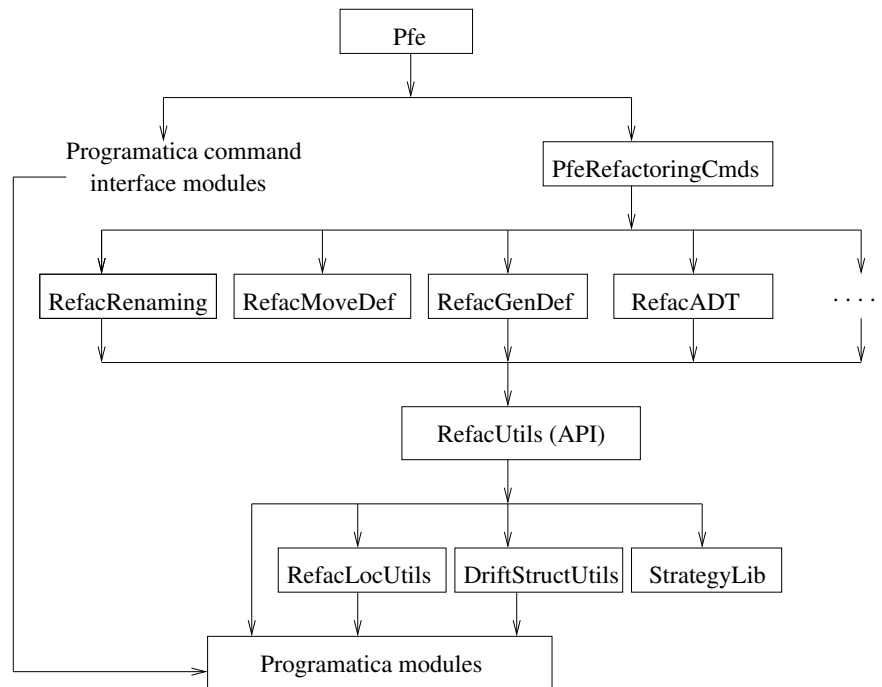 Pfe
Programatica command
interface modules
PfeRefactoringCmds
RefacRenaming
RefacMoveDef
RefacGenDef
RefacADT
. . . .
RefacUtils (API)
RefacLocUtils
DriftStructUtils
StrategyLib
Programatica modules